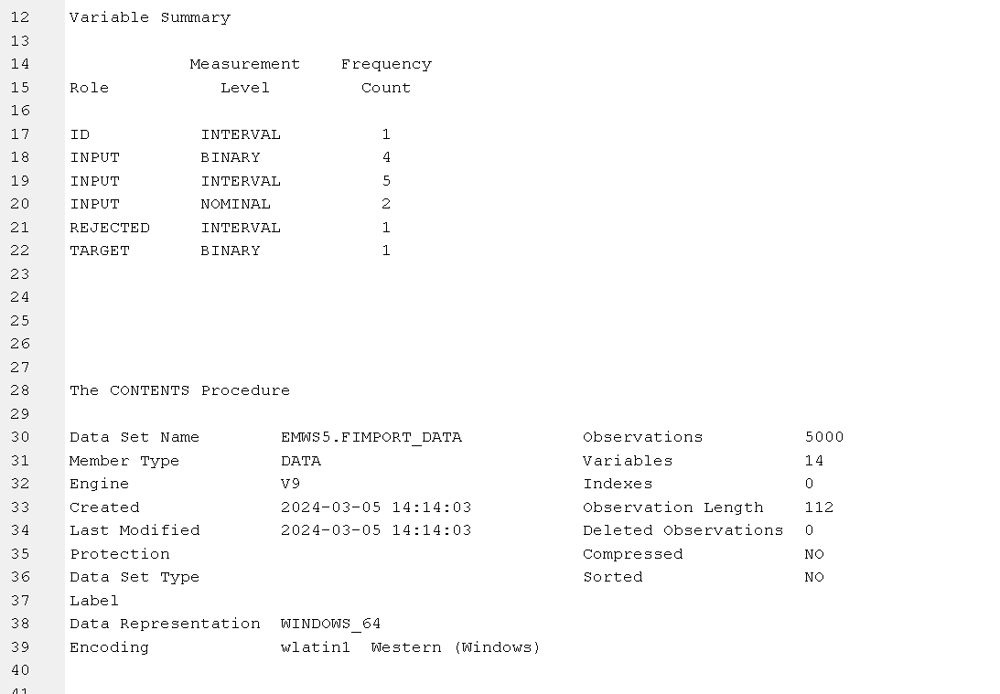 12 Variable Summary
13
14 Measurement Frequency
15 Role Level Count
16
17 ID INTERVAL 1
18 INPUT BINARY 4
19 INPUT INTERVAL 5
20 INPUT NOMINAL 2
21 REJECTED INTERVAL 1
22 TARGET BINARY 1
23
24
25
26
27
28 The CONTENTS Procedure
29
30 Data Set Name EMWS5.FIMPORT_DATA Observations 5000
31 Member Type DATA Variables 14
32 Engine V9 Indexes 0
33 Created 2024-03-05 14:14:03 Observation Length 112
34 Last Modified 2024-03-05 14:14:03 Deleted Observations 0
35 Protection Compressed NO
36 Data Set Type Sorted NO
37 Label
38 Data Representation WINDOWS_64
39 Encoding wlatin1 Western (Windows)
40
41